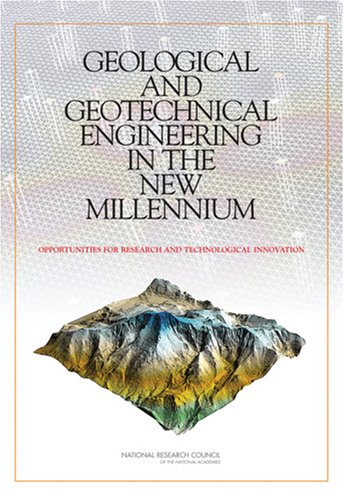 GEOLOGICAL
AND
GEOTECHNICAL
ENGINEERING
IN THE
NEW
MILLENNIUM
OPPORTUNITIES FOR RESEARCH AND TECHNOLOGICAL INNOVATION
NATIONAL RESEARCH COUNCIL
OF THE NATIONAL ACADEMIES